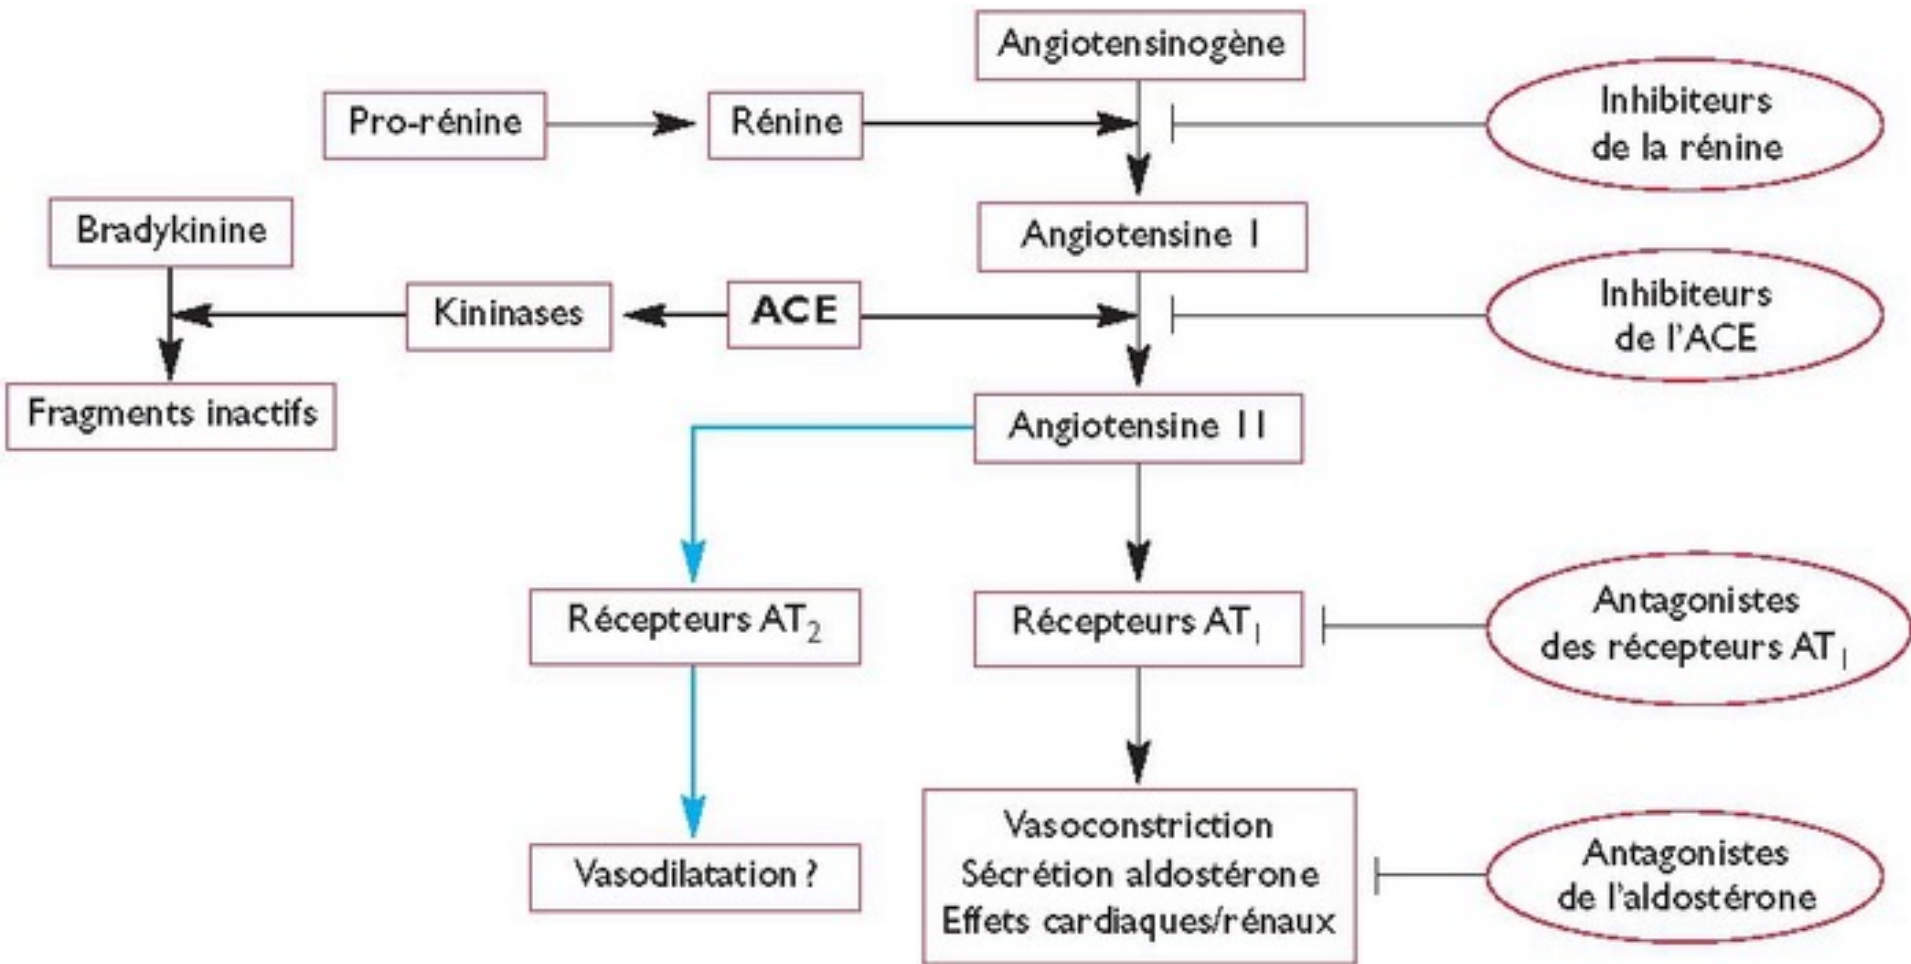 Angiotensinogène
Pro-rénine
Rénine
Inhibiteurs
de la rénine
Bradykinine
Angiotensine I
Kininases
ACE
Inhibiteurs
de l'ACE
Fragments inactifs
Angiotensine II
Récepteurs AT₂
Récepteurs AT₁
Antagonistes
des récepteurs AT₁
Vasodilatation ?
Vasoconstriction
Sécrétion aldostérone
Effets cardiaques/rénaux
Antagonistes
de l'aldostérone